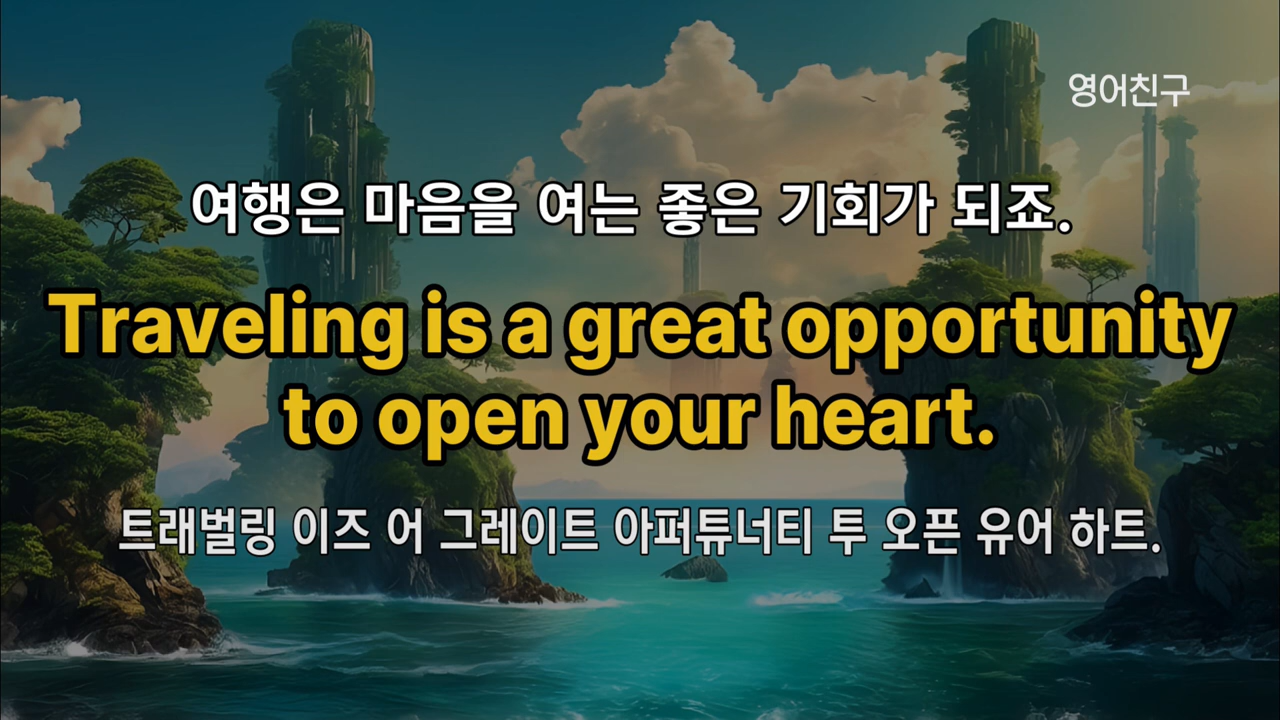 영어친구
여행은 마음을 여는 좋은 기회가 되죠.
Traveling is a great opportunity
to open your heart.
트래벌링 이즈 어 그레이트 아퍼튜너티 투 오픈 유어 하트.